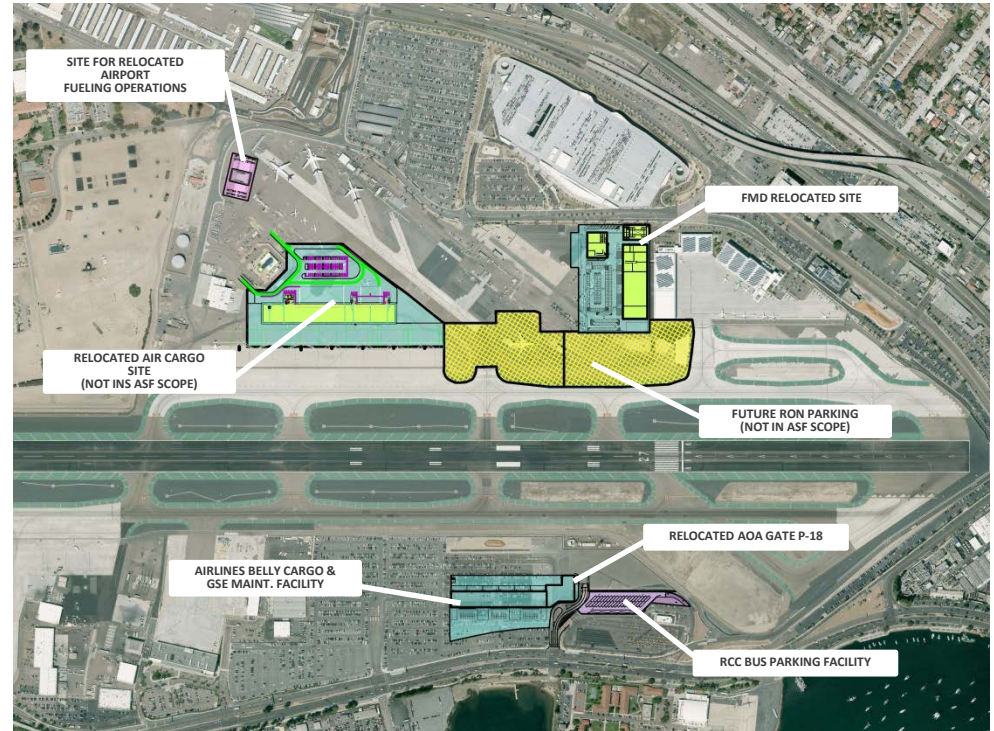 SITE FOR RELOCATED
AIRPORT
FUELING OPERATIONS
FMD RELOCATED SITE
RELOCATED AIR CARGO
SITE
(NOT INS ASF SCOPE)
FUTURE RON PARKING
(NOT IN ASF SCOPE)
27
RELOCATED AOA GATE P-18
AIRLINES BELLY CARGO &
GSE MAINT. FACILITY
RCC BUS PARKING FACILITY